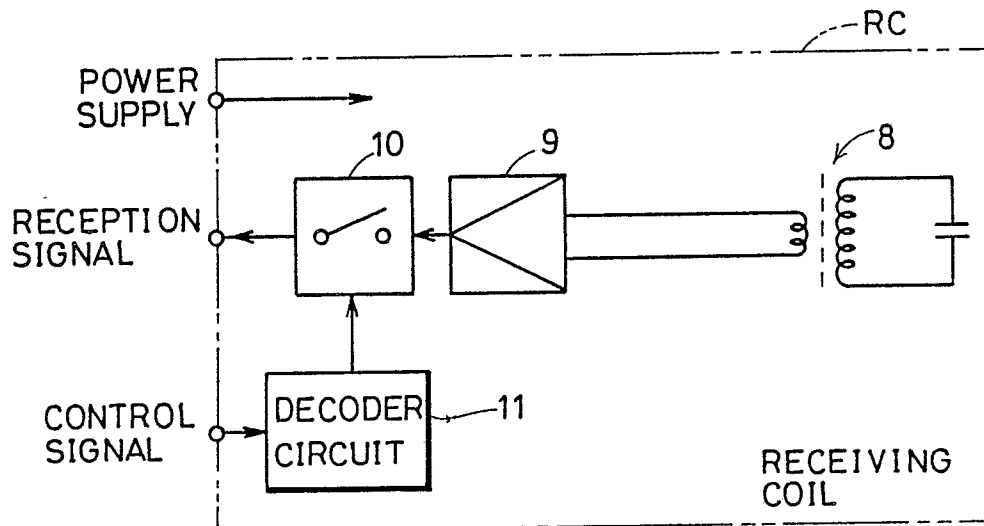 RC
POWER
SUPPLY
10
9
8
RECEPTION
SIGNAL
CONTROL
SIGNAL
DECODER
CIRCUIT
11
RECEIVING
COIL